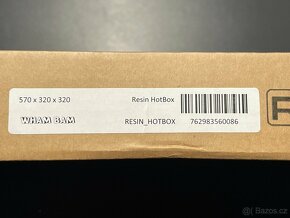 570 x 320 x 320 Resin HotBox
WHAM BAM RESIN_HOTBOX 762983560086
R
Bazos.cz